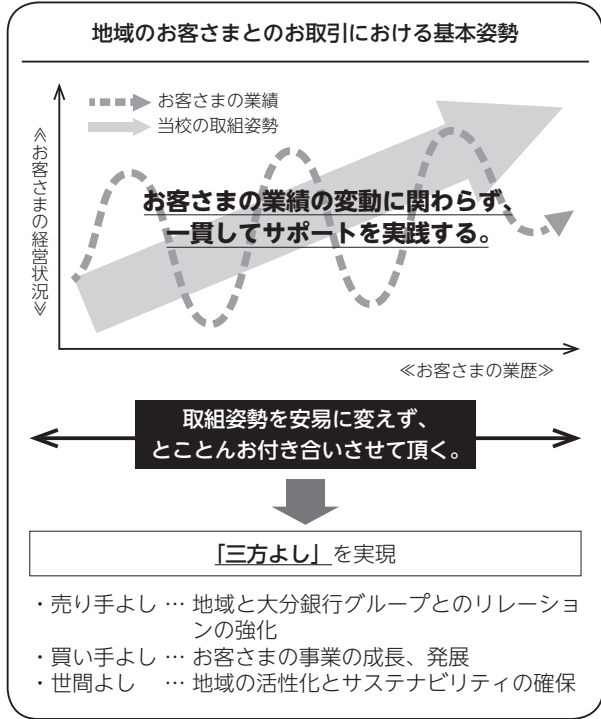 地域のお客さまとのお取引における基本姿勢
お客さまの業績
当校の取組姿勢
≪お客さまの経営状況≫
お客さまの業績の変動に関わらず、
一貫してサポートを実践する。
≪お客さまの業歴≫
取組姿勢を安易に変えず、
とことんお付き合いさせて頂く。
「三方よし」を実現
・売り手よし … 地域と大分銀行グループとのリレーショ
ンの強化
・買い手よし … お客さまの事業の成長、発展
・世間よし … 地域の活性化とサステナビリティの確保